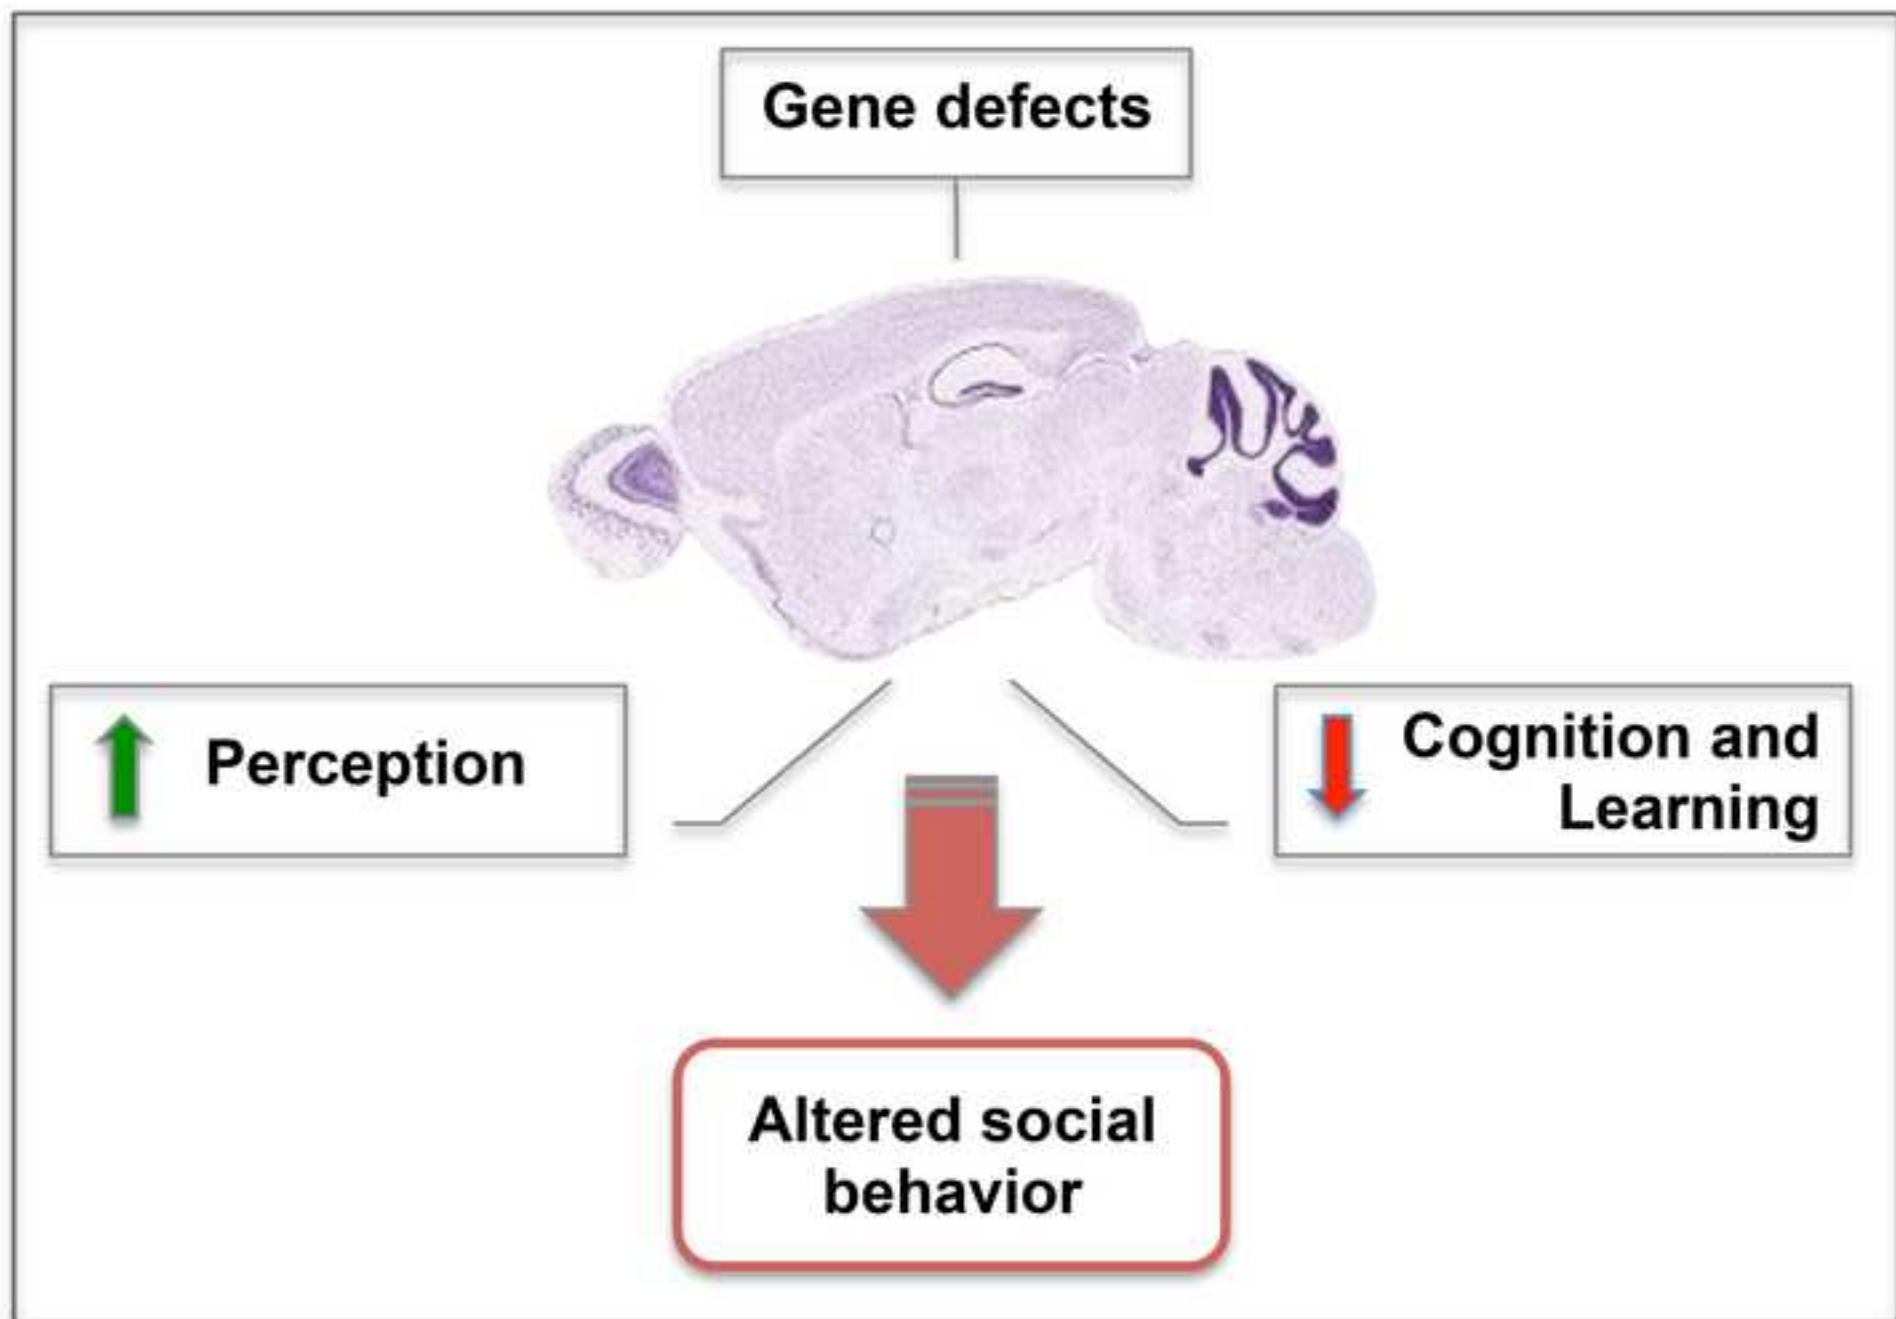 Gene defects
Perception
Cognition and
Learning
Altered social
behavior